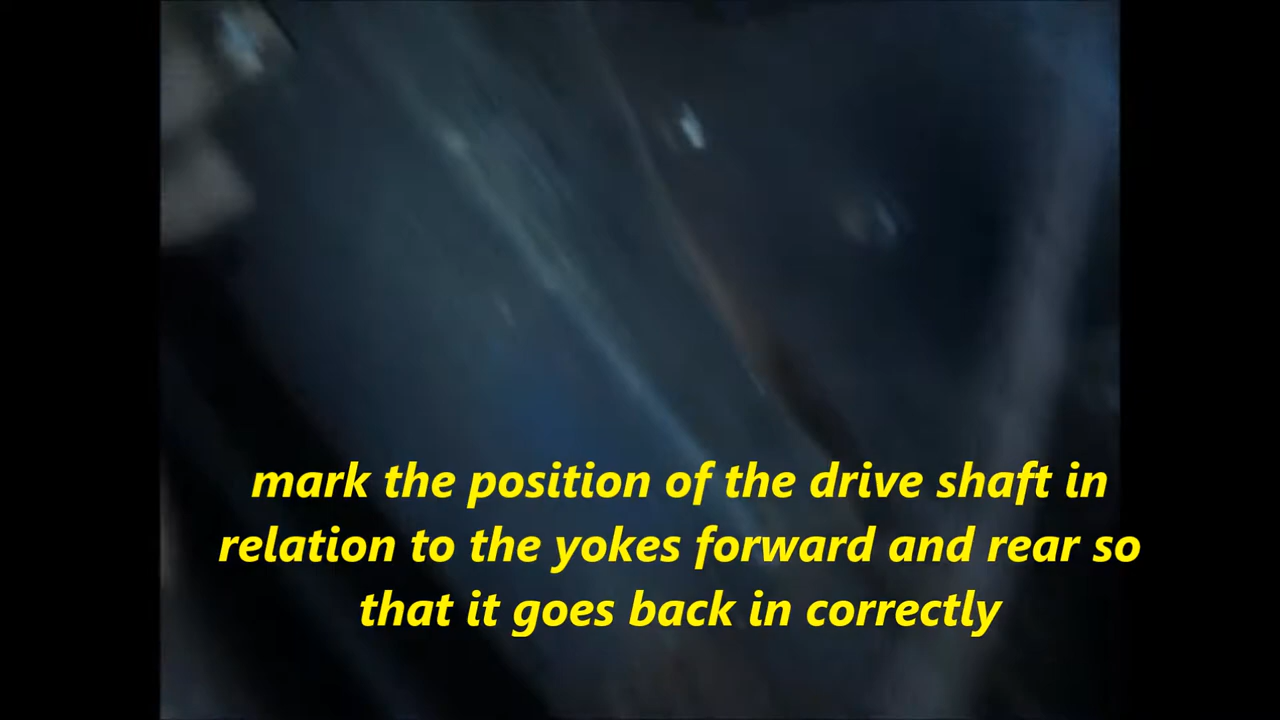 mark the position of the drive shaft in
relation to the yokes forward and rear so
that it goes back in correctly